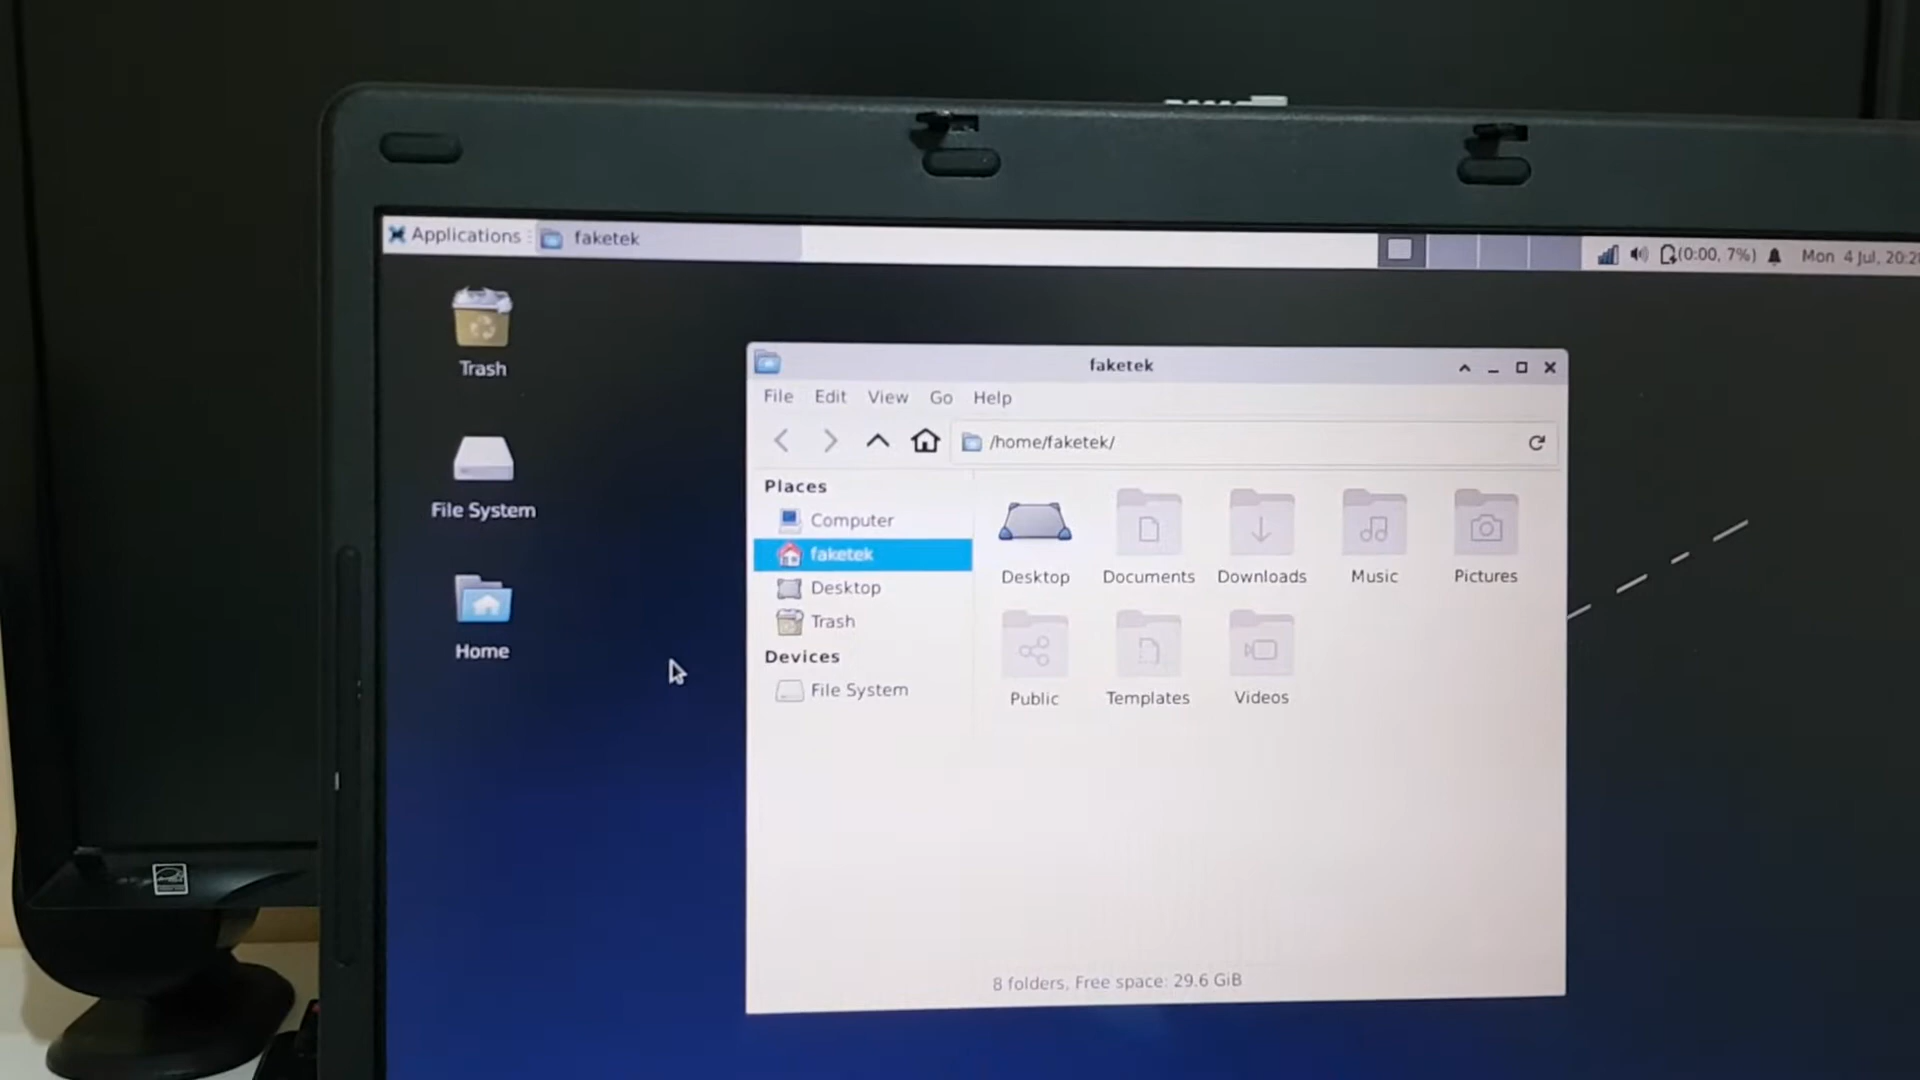 Applications
faketek
(0:00, 7%)
Mon 4 Jul, 20:2
Trash
File System
Home
faketek
File Edit View Go Help
/home/faketek/
Places
Computer
faketek
Desktop
Trash
Devices
File System
Desktop Documents Downloads Music Pictures
Public Templates Videos
8 folders, Free space: 29.6 GiB